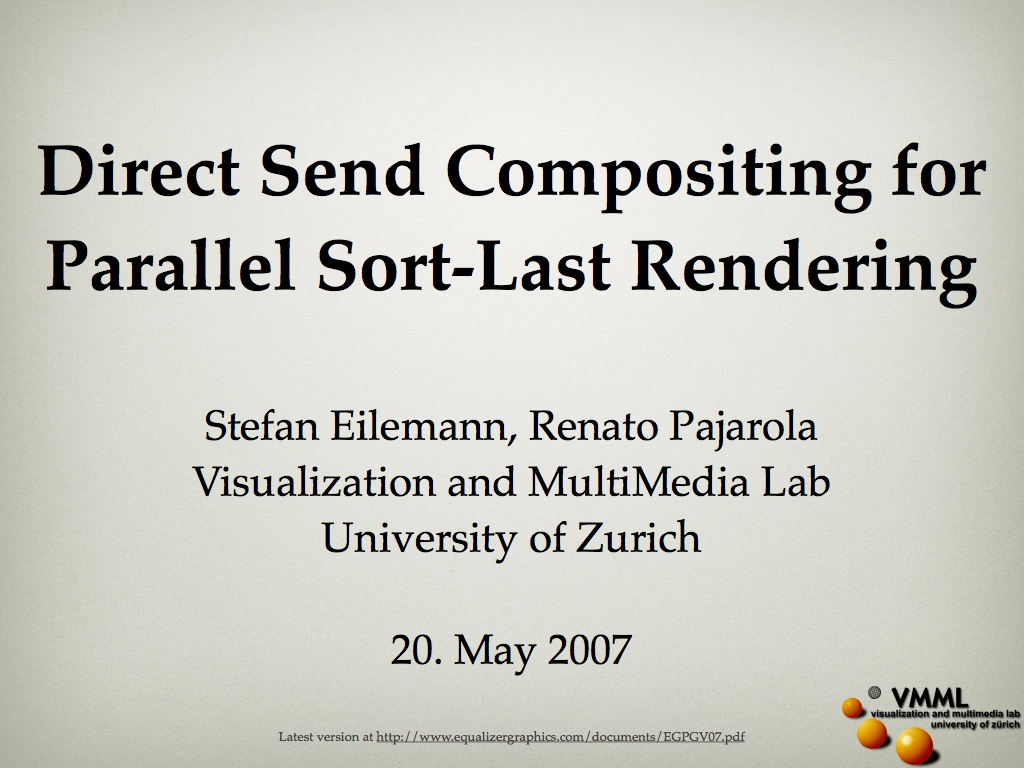 Direct Send Compositing for
Parallel Sort-Last Rendering
Stefan Eilemann, Renato Pajarola
Visualization and MultiMedia Lab
University of Zurich
20. May 2007
VMML
visualization and multimedia lab
university of zürich
Latest version at http://www.equalizergraphics.com/documents/EGPGV07.pdf